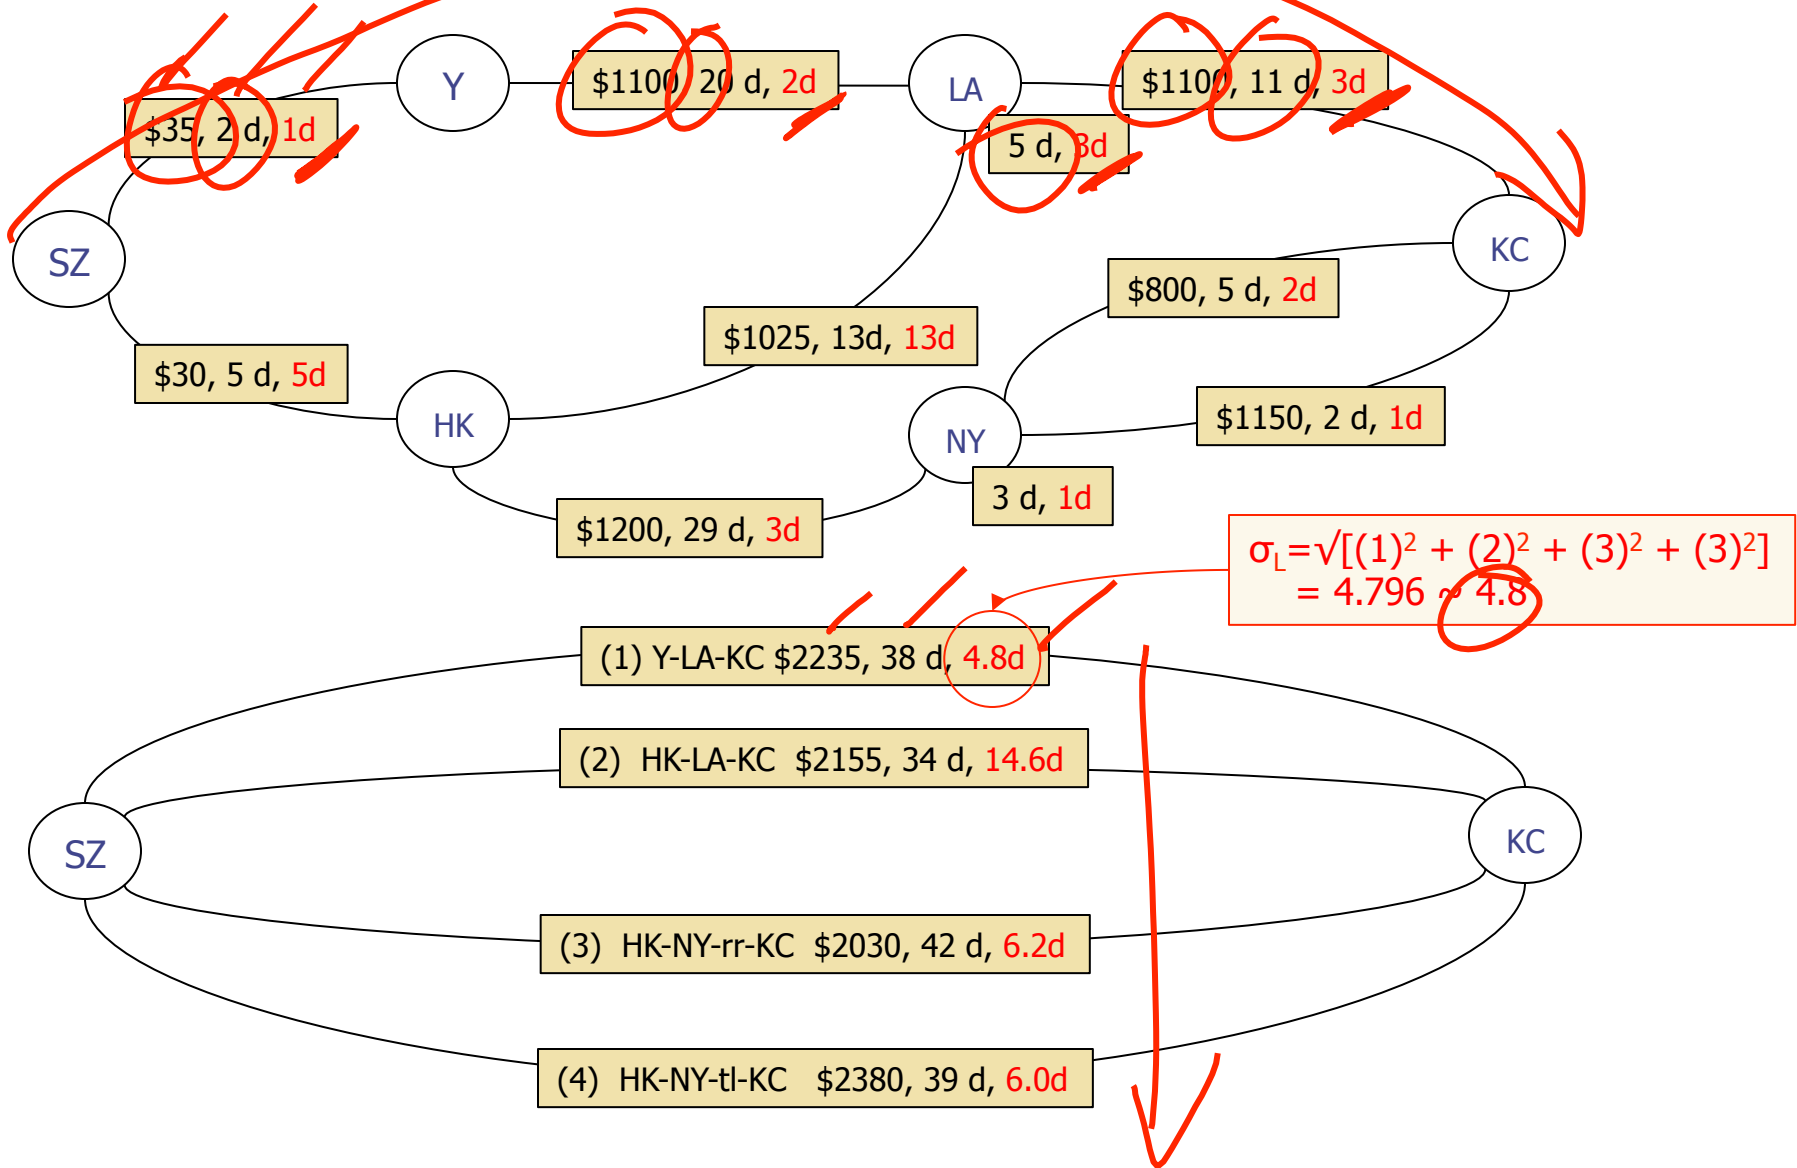 Y
$1100, 20 d, 2d
LA
$1100, 11 d, 3d
$35, 2 d, 1d
5 d, 3d
SZ
KC
$800, 5 d, 2d
$1025, 13d, 13d
$30, 5 d, 5d
HK
NY
$1150, 2 d, 1d
3 d, 1d
$1200, 29 d, 3d
σL=√[(1)² + (2)² + (3)² + (3)²]
= 4.796 ~ 4.8
(1) Y-LA-KC $2235, 38 d, 4.8d
(2) HK-LA-KC $2155, 34 d, 14.6d
SZ
KC
(3) HK-NY-rr-KC $2030, 42 d, 6.2d
(4) HK-NY-tl-KC $2380, 39 d, 6.0d